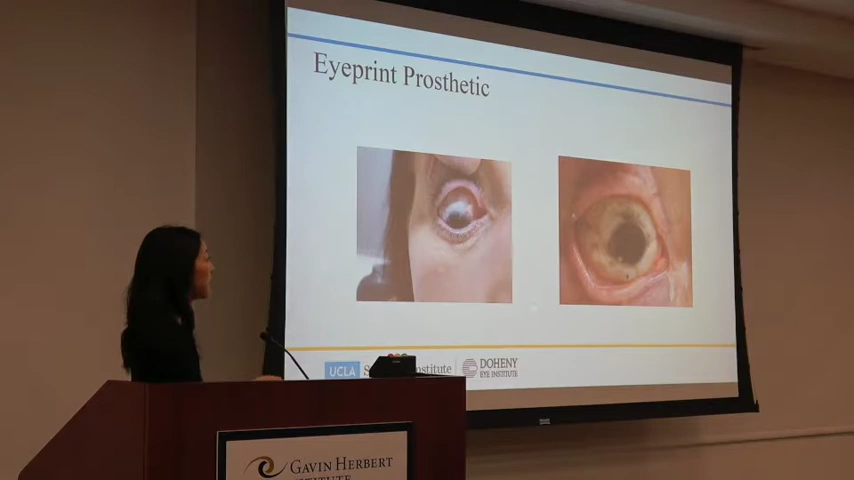 Eyeprint Prosthetic
UCLA
DOHENY
EYE INSTITUTE
GAVIN HERBERT